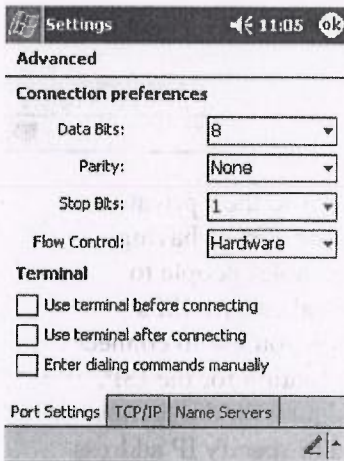 Settings 11:05 ok
Advanced
Connection preferences
Data Bits: 8
Parity: None
Stop Bits: 1
Flow Control: Hardware
Terminal
Use terminal before connecting
Use terminal after connecting
Enter dialing commands manually
Port Settings TCP/IP Name Servers